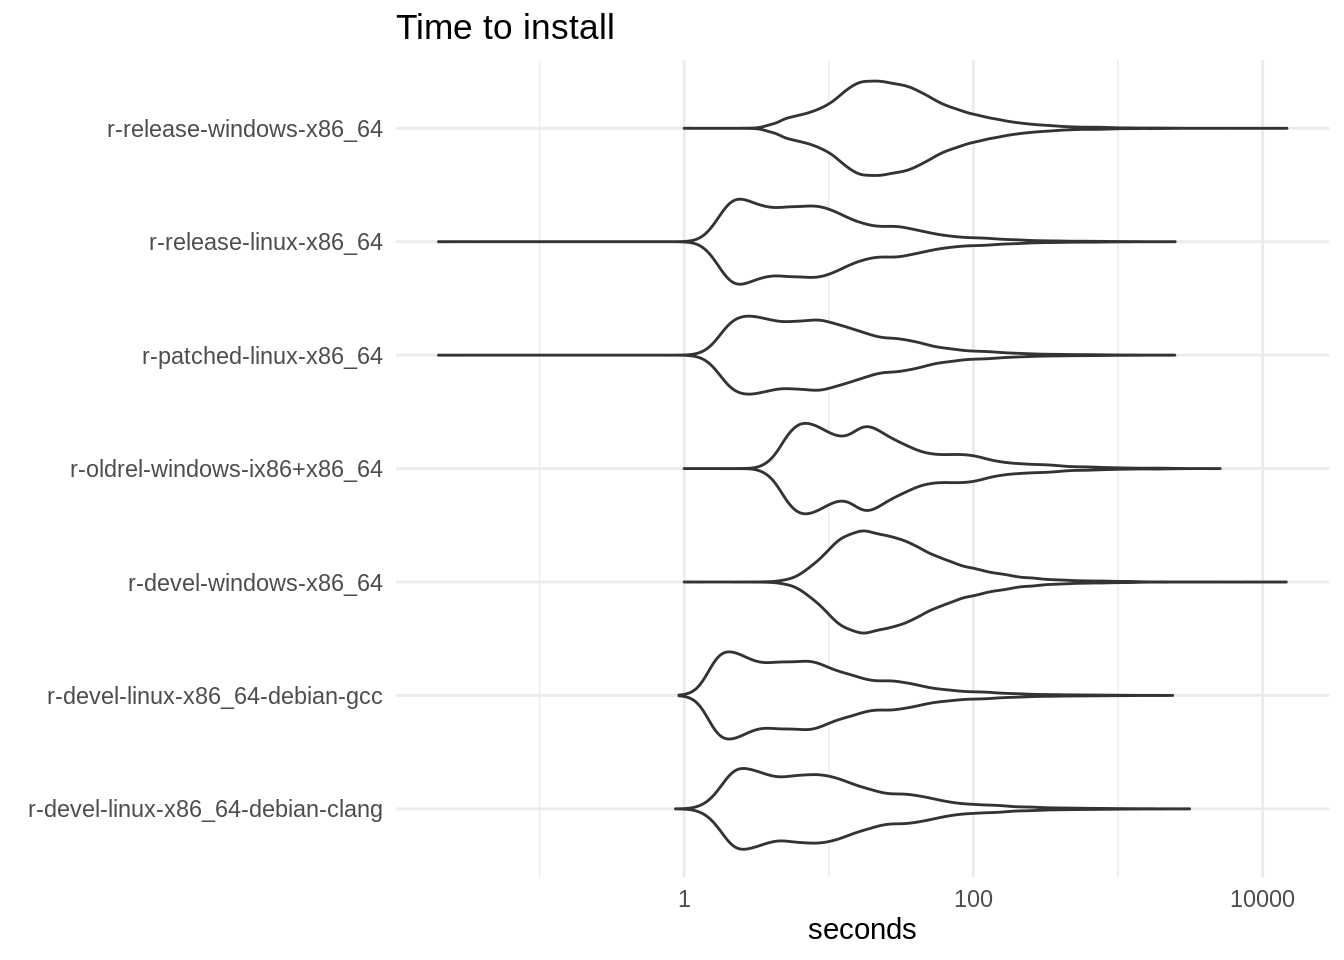 Time to install
r-release-windows-x86_64
r-release-linux-x86_64
r-patched-linux-x86_64
r-oldrel-windows-ix86+x86_64
r-devel-windows-x86_64
r-devel-linux-x86_64-debian-gcc
r-devel-linux-x86_64-debian-clang
1 100 10000
seconds